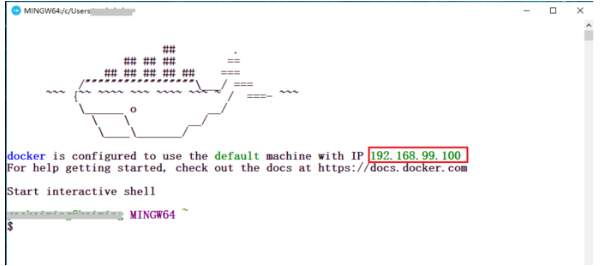 MINGW64:/c/Users
docker is configured to use the default machine with IP 192.168.99.100
For help getting started, check out the docs at https://docs.docker.com
Start interactive shell
MINGW64 ~
$